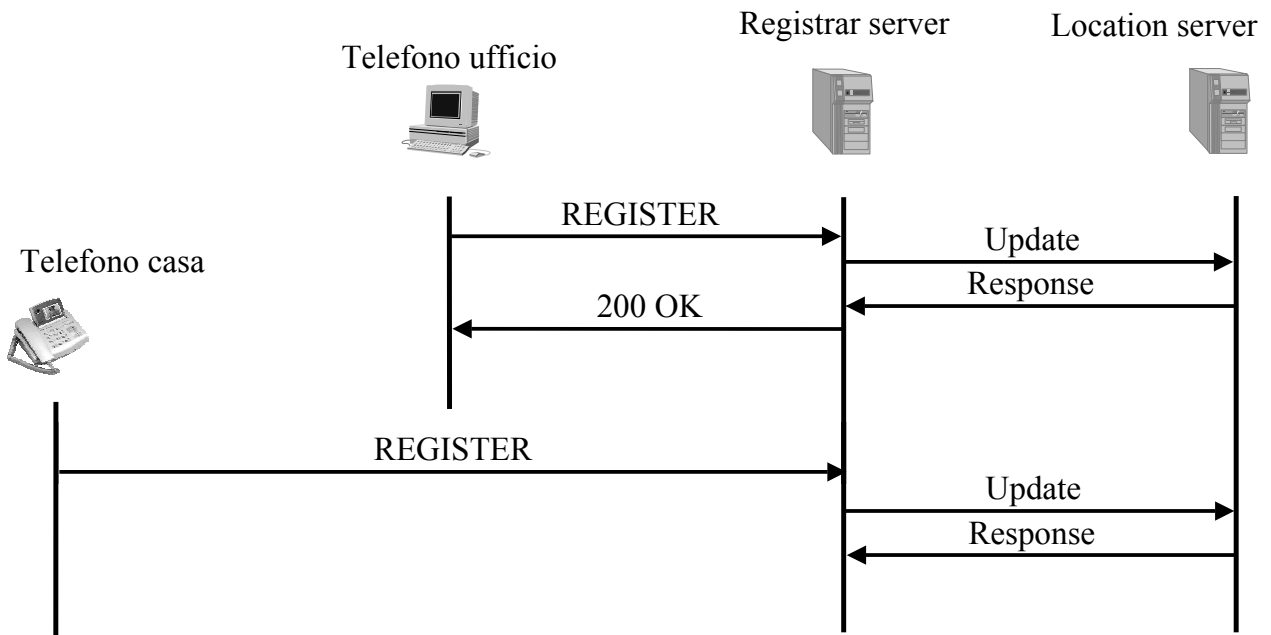 Registrar server
Location server
Telefono ufficio
REGISTER
Update
Telefono casa
Response
200 OK
REGISTER
Update
Response